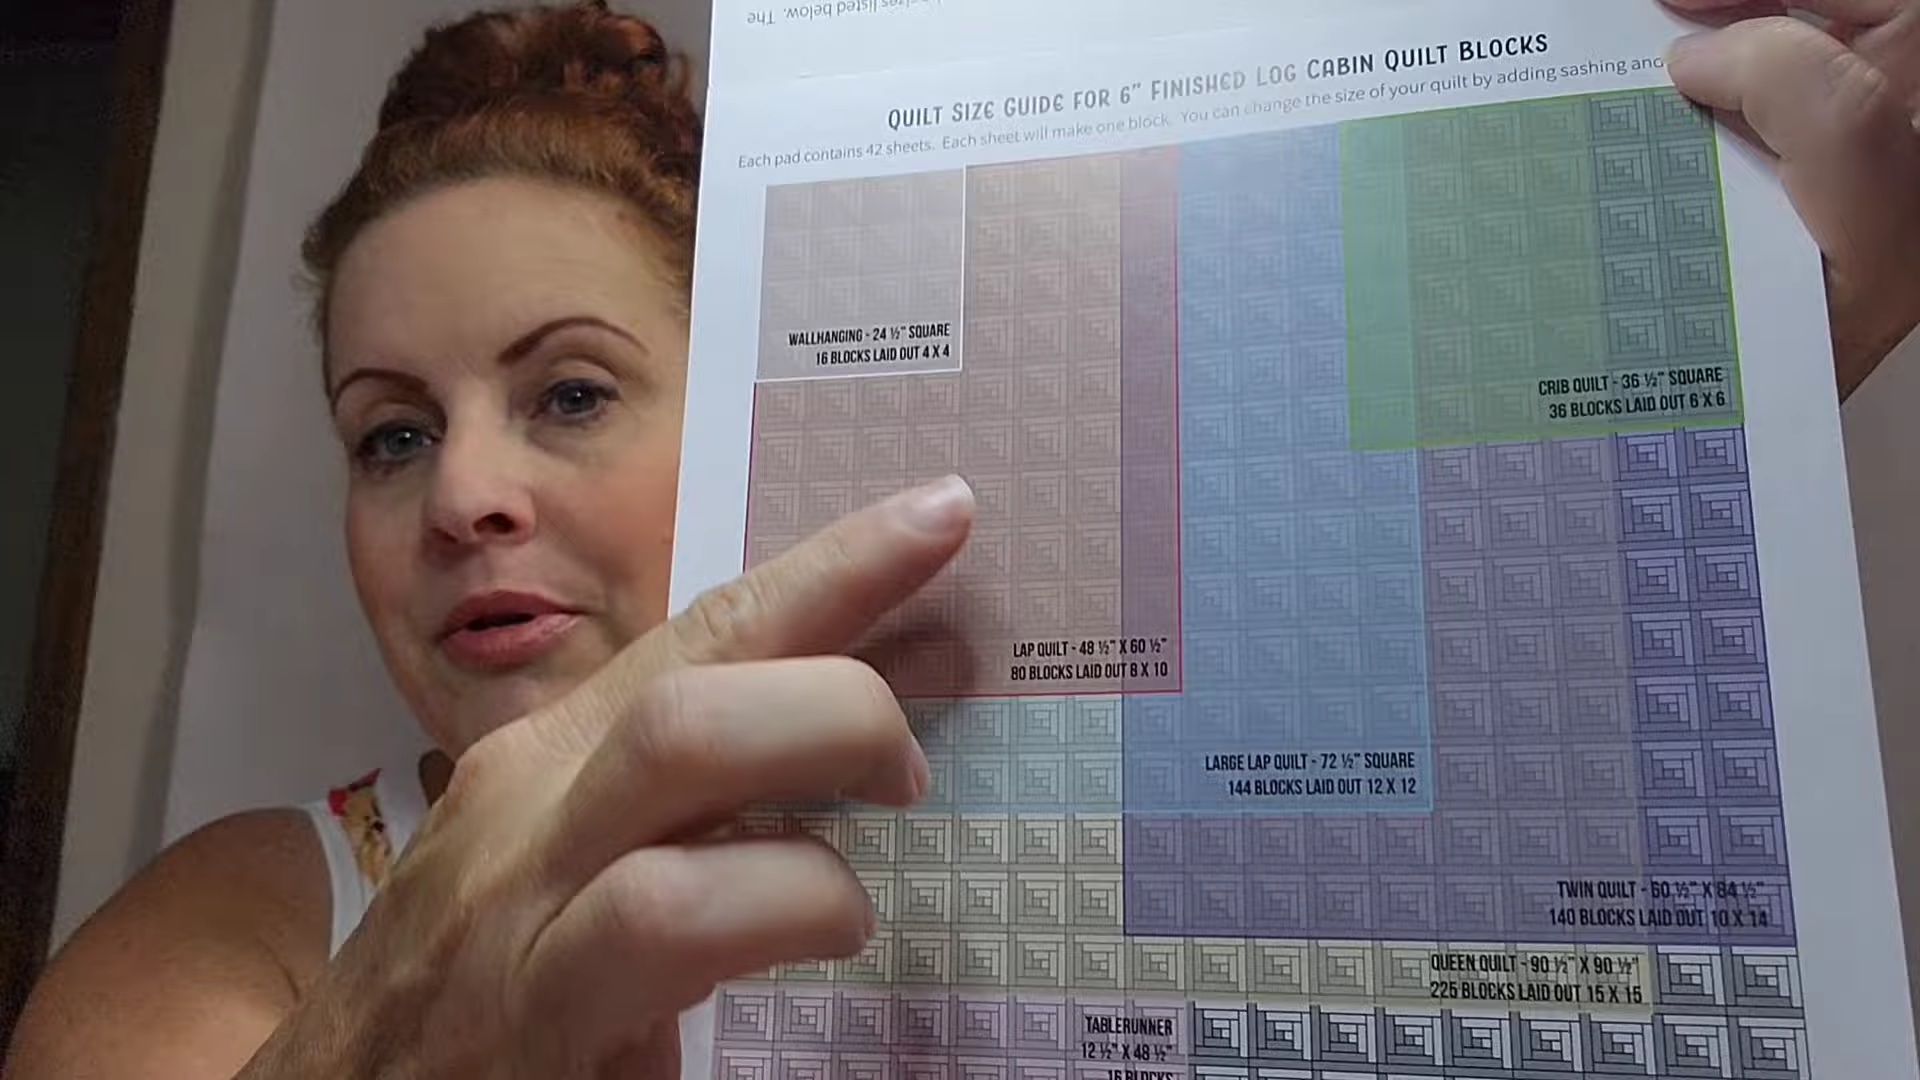 sizes listed below. The
QUILT SIZE GUIDE FOR 6" FINISHED LOG CABIN QUILT BLOCKS
Each pad contains 42 sheets. Each sheet will make one block. You can change the size of your quilt by adding sashing and
WALLHANGING - 24 ½" SQUARE
16 BLOCKS LAID OUT 4 X 4
CRIB QUILT - 36 ½" SQUARE
36 BLOCKS LAID OUT 6 X 6
LAP QUILT - 48 ½" X 60 ½"
80 BLOCKS LAID OUT 8 X 10
LARGE LAP QUILT - 72 ½" SQUARE
144 BLOCKS LAID OUT 12 X 12
TWIN QUILT - 60 ½" X 84 ½"
140 BLOCKS LAID OUT 10 X 14
QUEEN QUILT - 90 ½" X 90 ½"
225 BLOCKS LAID OUT 15 X 15
TABLERUNNER
12 ½" X 48 ½"
16 BLOCKS